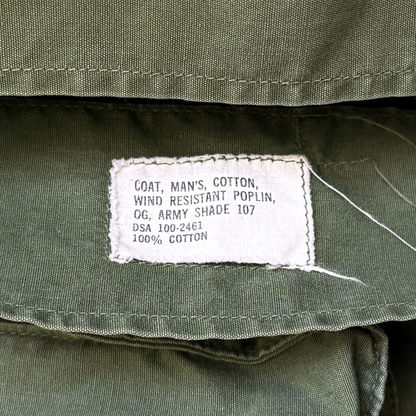 COAT, MAN'S, COTTON,
WIND RESISTANT POPLIN,
OG, ARMY SHADE 107
DSA 100-2461
100% COTTON